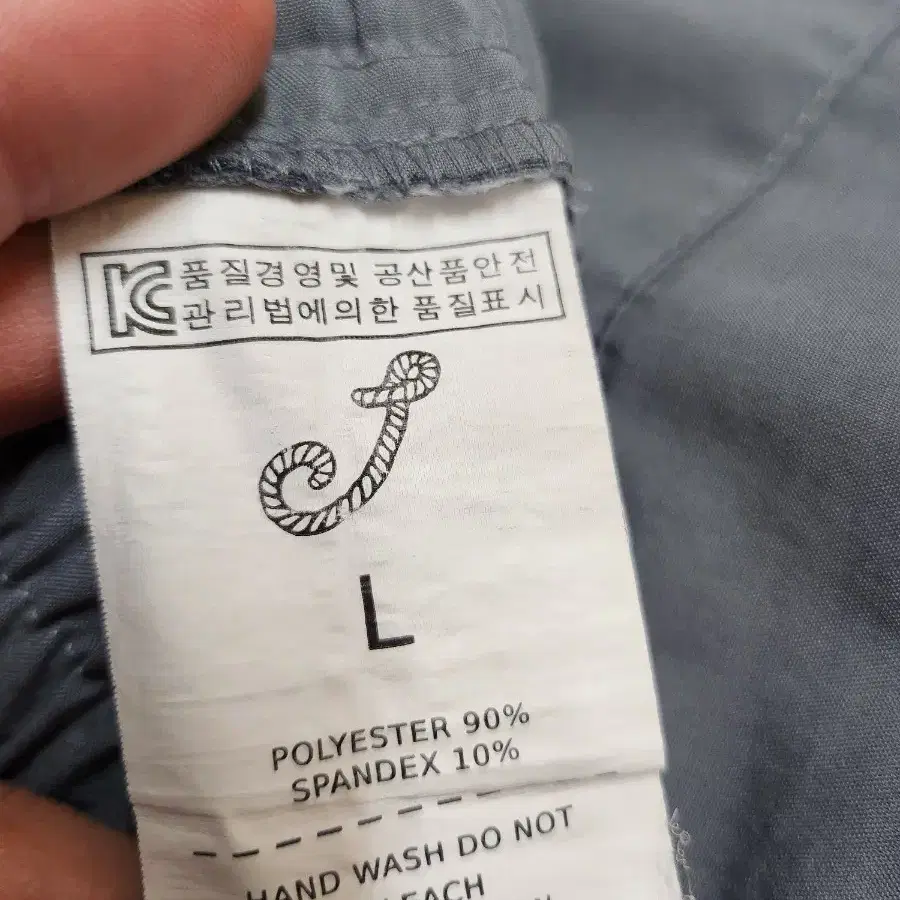 KC 품질경영및 공산품안전
관리법에의한 품질표시
L
POLYESTER 90%
SPANDEX 10%
HAND WASH DO NOT